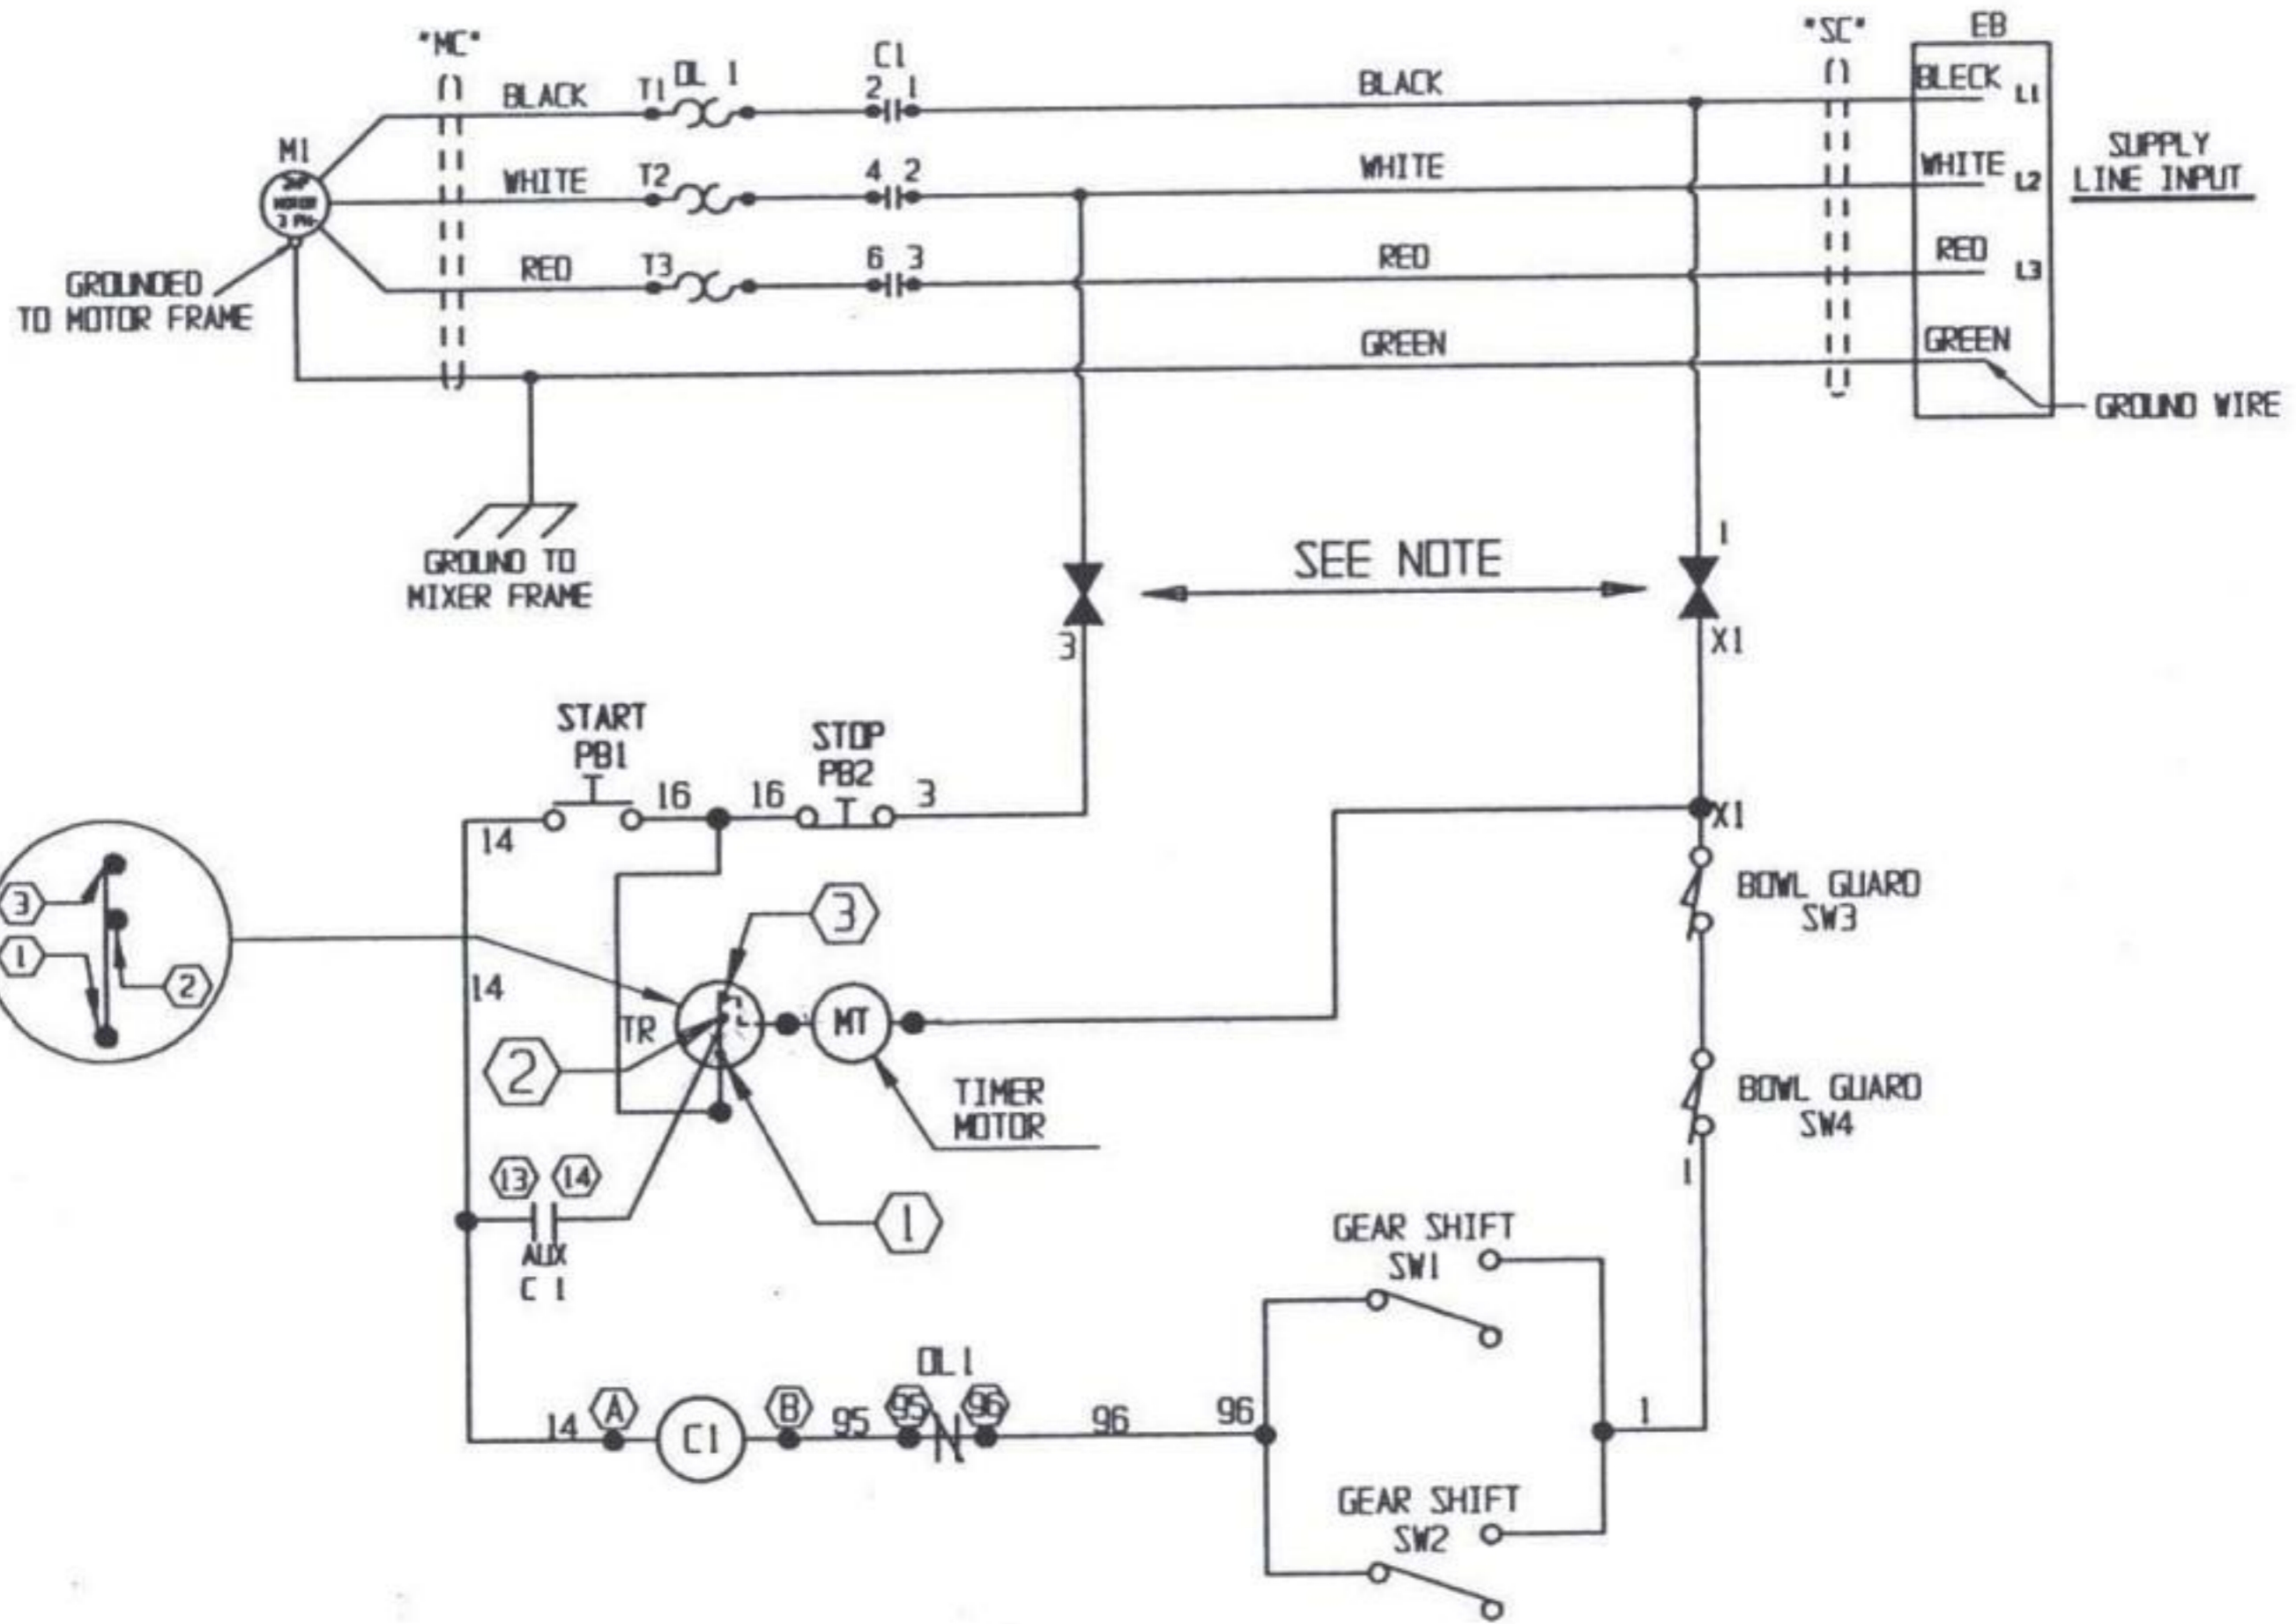 "MC"
"SC"
EB
M1
MOTOR
3 PH
BLACK
T1
OL 1
C1
2 1
BLACK
BLECK
L1
WHITE
T2
4 2
WHITE
WHITE
L2
SUPPLY
LINE INPUT
RED
T3
6 3
RED
RED
L3
GREEN
GREEN
GROUND WIRE
GROUNDED
TO MOTOR FRAME
GROUND TO
MIXER FRAME
SEE NOTE
1
3
X1
START
PB1
STOP
PB2
14
16
16
3
X1
BOWL GUARD
SW3
3
1
2
3
14
TR
2
MT
TIMER
MOTOR
BOWL GUARD
SW4
1
13
14
AUX
C 1
1
GEAR SHIFT
SW1
14
A
C1
B
95
OL1
95
96
96
96
1
GEAR SHIFT
SW2